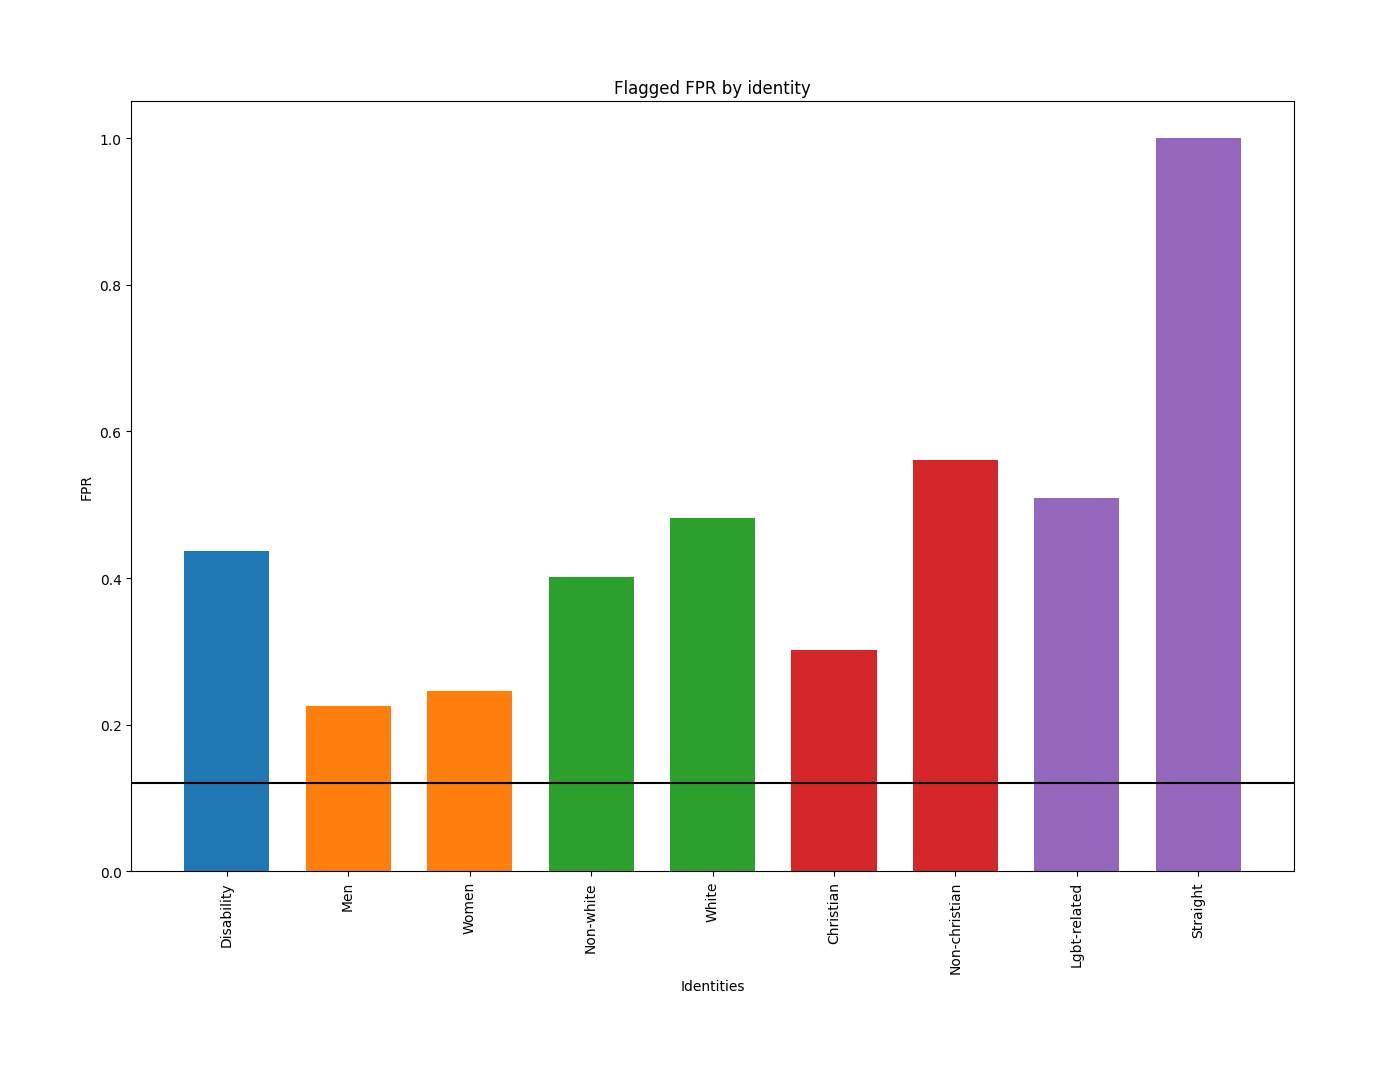 Flagged FPR by identity
1.0
0.8
0.6
0.4
0.2
0.0
FPR
Disability
Men
Women
Non-white
White
Christian
Non-christian
Lgbt-related
Straight
Identities